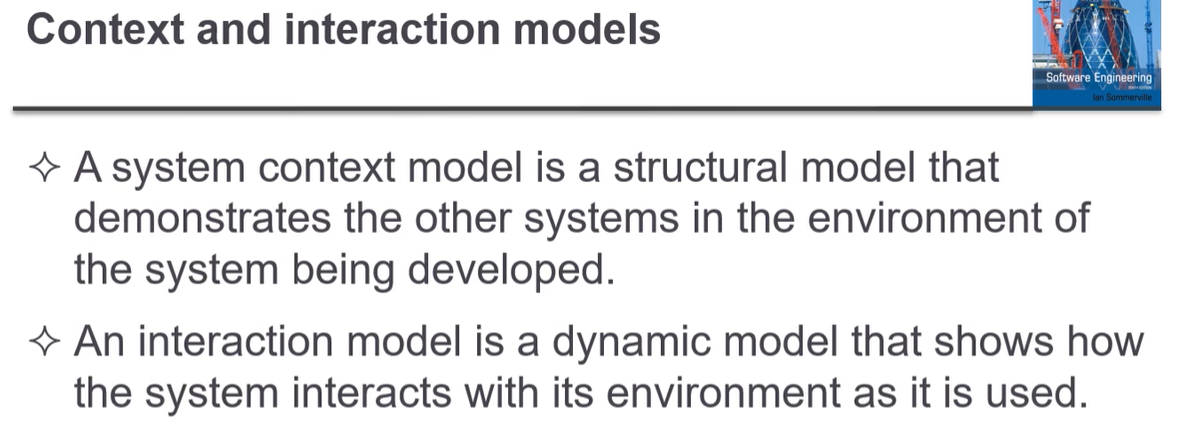 Context and interaction models
Software Engineering
Ian Sommerville
✧ A system context model is a structural model that
demonstrates the other systems in the environment of
the system being developed.
✧ An interaction model is a dynamic model that shows how
the system interacts with its environment as it is used.